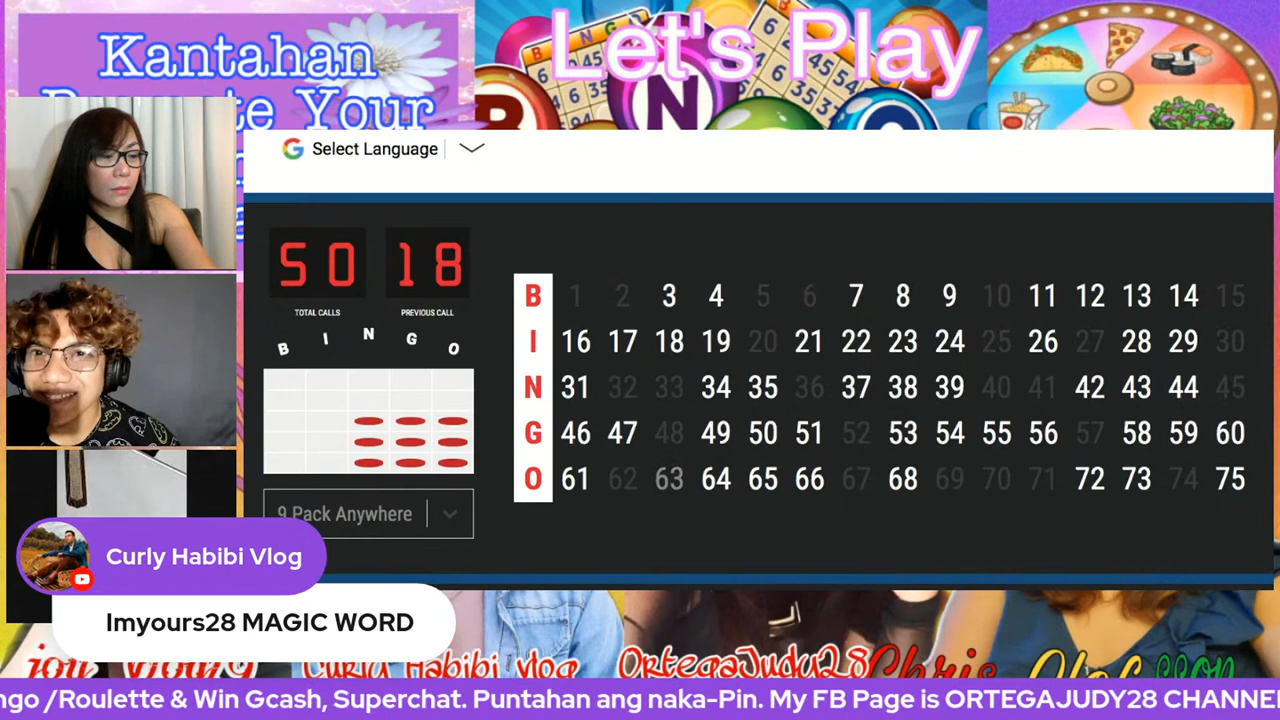 Kantahan
Let's Play
Select Language
50 18
TOTAL CALLS PREVIOUS CALL
B I N G O
9 Pack Anywhere
B 1 2 3 4 5 6 7 8 9 10 11 12 13 14 15
I 16 17 18 19 20 21 22 23 24 25 26 27 28 29 30
N 31 32 33 34 35 36 37 38 39 40 41 42 43 44 45
G 46 47 48 49 50 51 52 53 54 55 56 57 58 59 60
O 61 62 63 64 65 66 67 68 69 70 71 72 73 74 75
Curly Habibi Vlog
Imyours28 MAGIC WORD
Curly Habibi vlog
OrtegaJudy28
Chris
ngo /Roulette & Win Gcash, Superchat. Puntahan ang naka-Pin. My FB Page is ORTEGAJUDY28 CHANNE